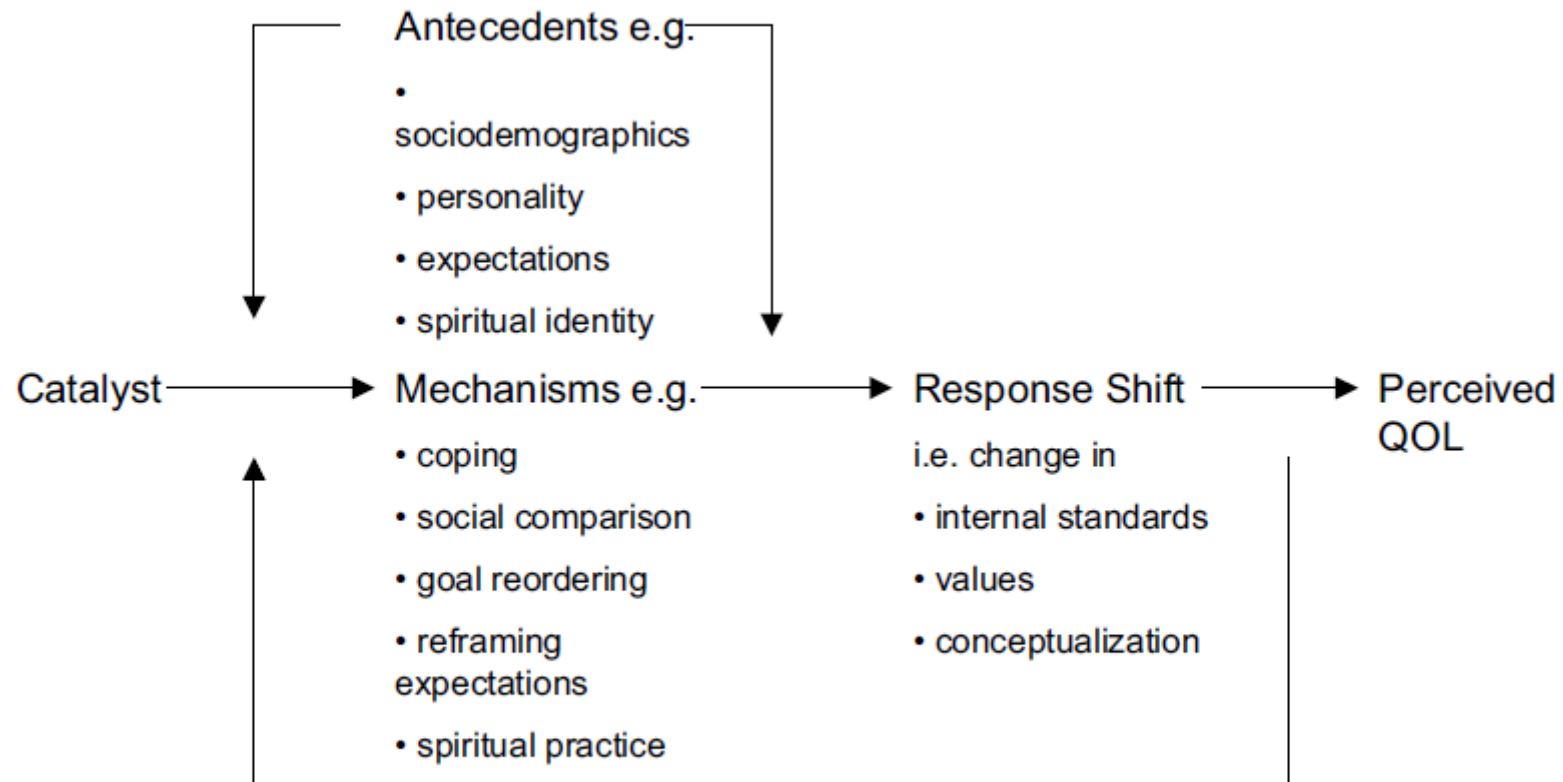 Antecedents e.g.
•
sociodemographics
• personality
• expectations
• spiritual identity
Catalyst
Mechanisms e.g.
• coping
• social comparison
• goal reordering
• reframing
expectations
• spiritual practice
Response Shift
i.e. change in
• internal standards
• values
• conceptualization
Perceived
QOL